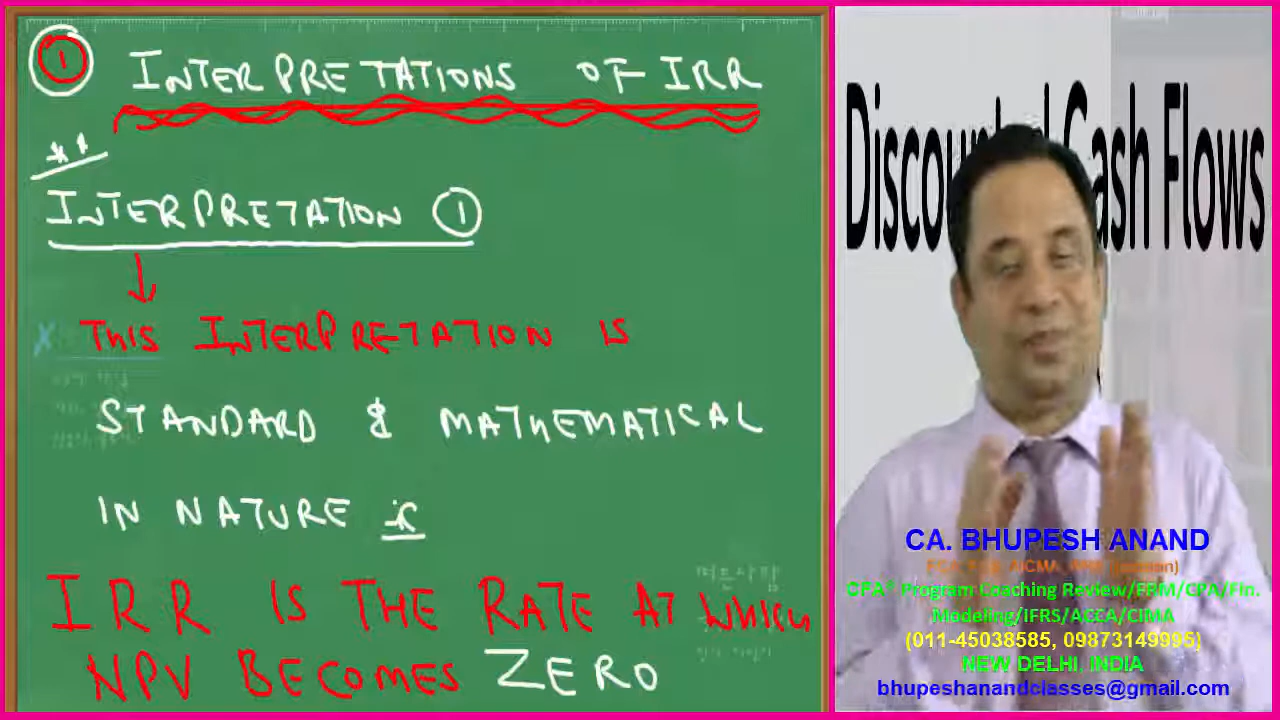 ① INTERPRETATIONS OF IRR
**
INTERPRETATION ①
THIS INTERPRETATION IS
STANDARD & MATHEMATICAL
IN NATURE
IRR IS THE RATE AT WHICH
NPV BECOMES ZERO
Discounted Cash Flows
CA. BHUPESH ANAND
CFA® Program Coaching Review/FRM/CPA/Fin.
Modeling/IFRS/ACCA/CIMA
(011-45038585, 09873149995)
NEW DELHI, INDIA
bhupeshanandclasses@gmail.com